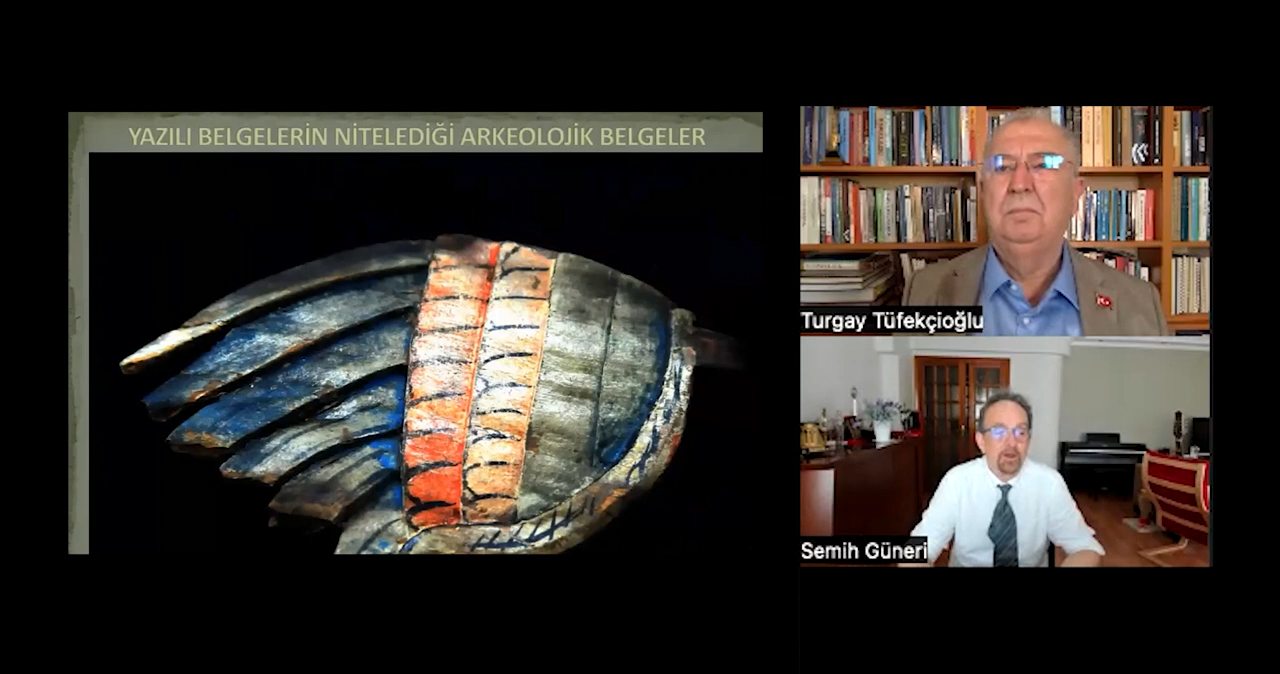 YAZILI BELGELERİN NİTELEDİĞİ ARKEOLOJİK BELGELER
Turgay Tüfekçioğlu
Semih Güneri